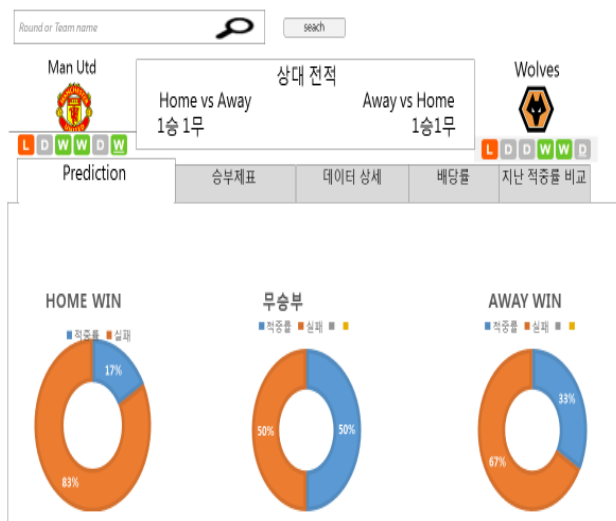 Round or Team name
seach
Man Utd
상대 전적
Wolves
Home vs Away
Away vs Home
1승 1무
1승1무
L D W W D W
L D D W W D
Prediction
승부제표
데이터 상세
배당률
지난 적중률 비교
HOME WIN
무승부
AWAY WIN
적중률 실패
적중률 실패
적중률 실패
17%
83%
50%
50%
33%
67%